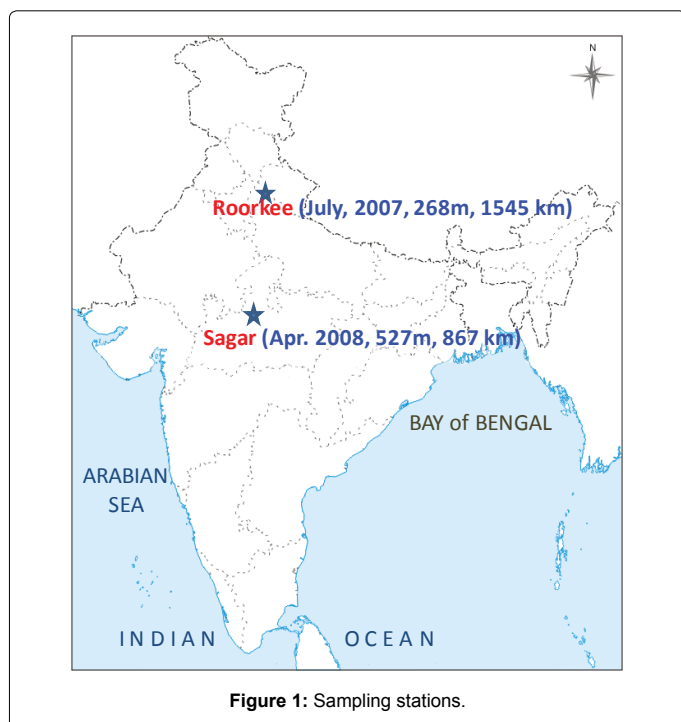 N
Roorkee (July, 2007, 268m, 1545 km)
Sagar (Apr. 2008, 527m, 867 km)
BAY of BENGAL
ARABIAN
SEA
INDIAN OCEAN
Figure 1: Sampling stations.